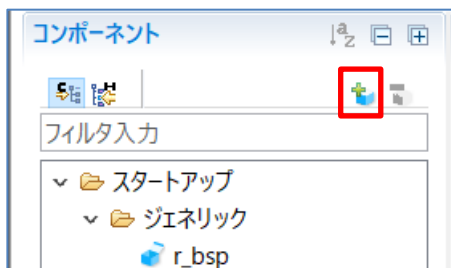 コンポーネント
フィルタ入力
スタートアップ
ジェネリック
r_bsp